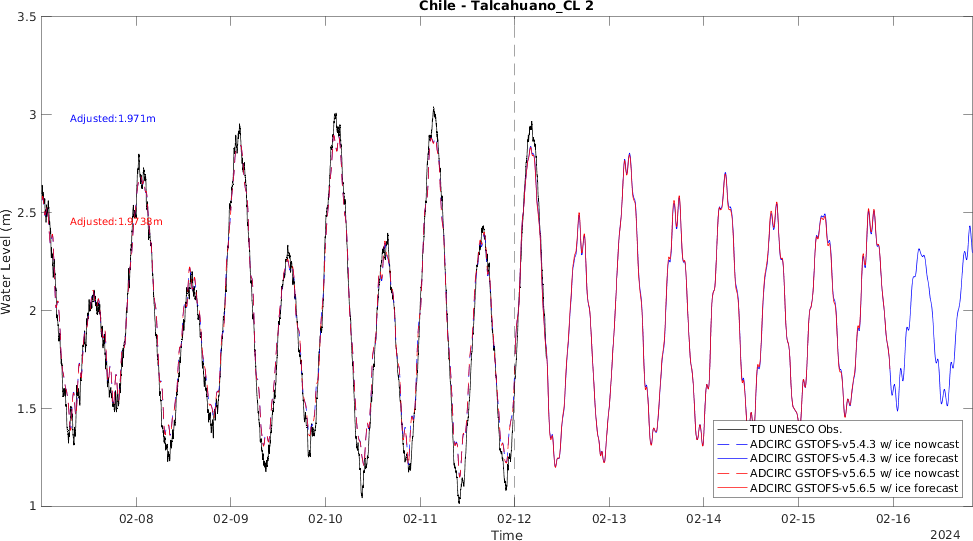 Chile - Talcahuano_CL 2
3.5
3
2.5
2
1.5
1
Water Level (m)
Adjusted:1.971m
Adjusted:1.9738m
TD UNESCO Obs.
ADCIRC GSTOFS-v5.4.3 w/ ice nowcast
ADCIRC GSTOFS-v5.4.3 w/ ice forecast
ADCIRC GSTOFS-v5.6.5 w/ ice nowcast
ADCIRC GSTOFS-v5.6.5 w/ ice forecast
02-08 02-09 02-10 02-11 02-12 02-13 02-14 02-15 02-16
Time
2024